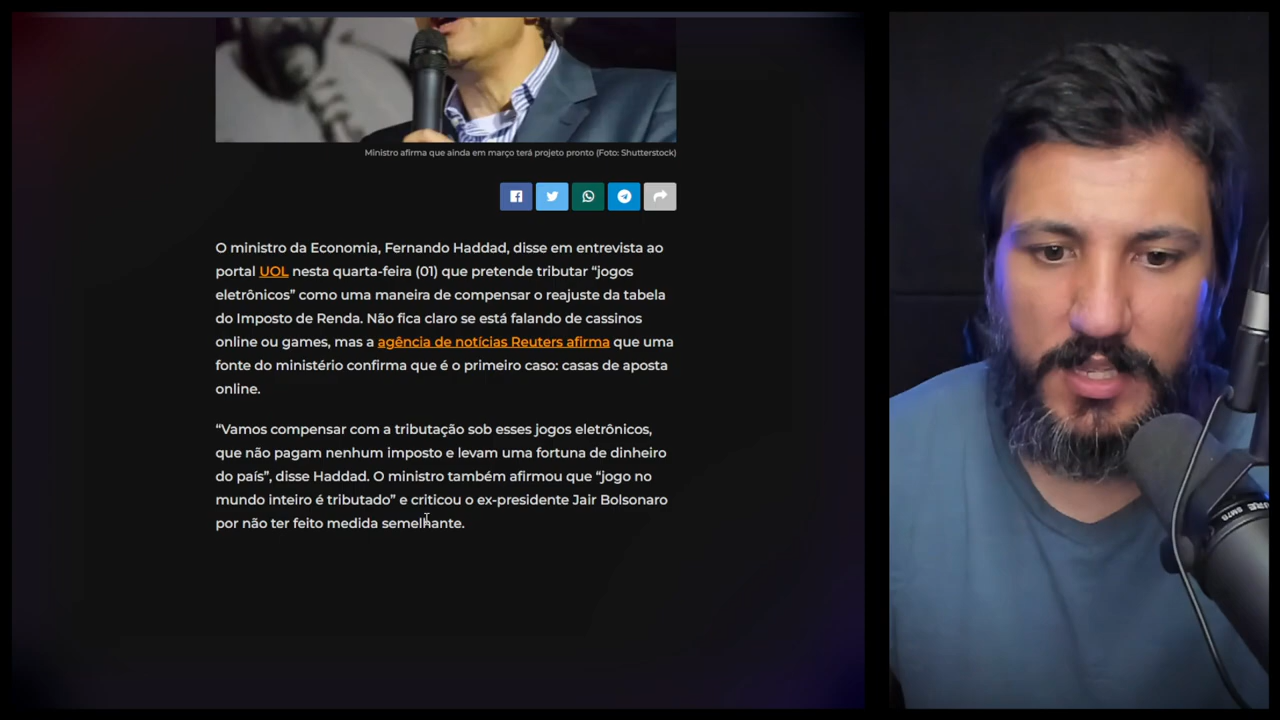 Ministro afirma que ainda em março terá projeto pronto (Foto: Shutterstock)
O ministro da Economia, Fernando Haddad, disse em entrevista ao
portal UOL nesta quarta-feira (01) que pretende tributar “jogos
eletrônicos” como uma maneira de compensar o reajuste da tabela
do Imposto de Renda. Não fica claro se está falando de cassinos
online ou games, mas a agência de notícias Reuters afirma que uma
fonte do ministério confirma que é o primeiro caso: casas de aposta
online.
“Vamos compensar com a tributação sob esses jogos eletrônicos,
que não pagam nenhum imposto e levam uma fortuna de dinheiro
do país”, disse Haddad. O ministro também afirmou que “jogo no
mundo inteiro é tributado” e criticou o ex-presidente Jair Bolsonaro
por não ter feito medida semelhante.
SM7B